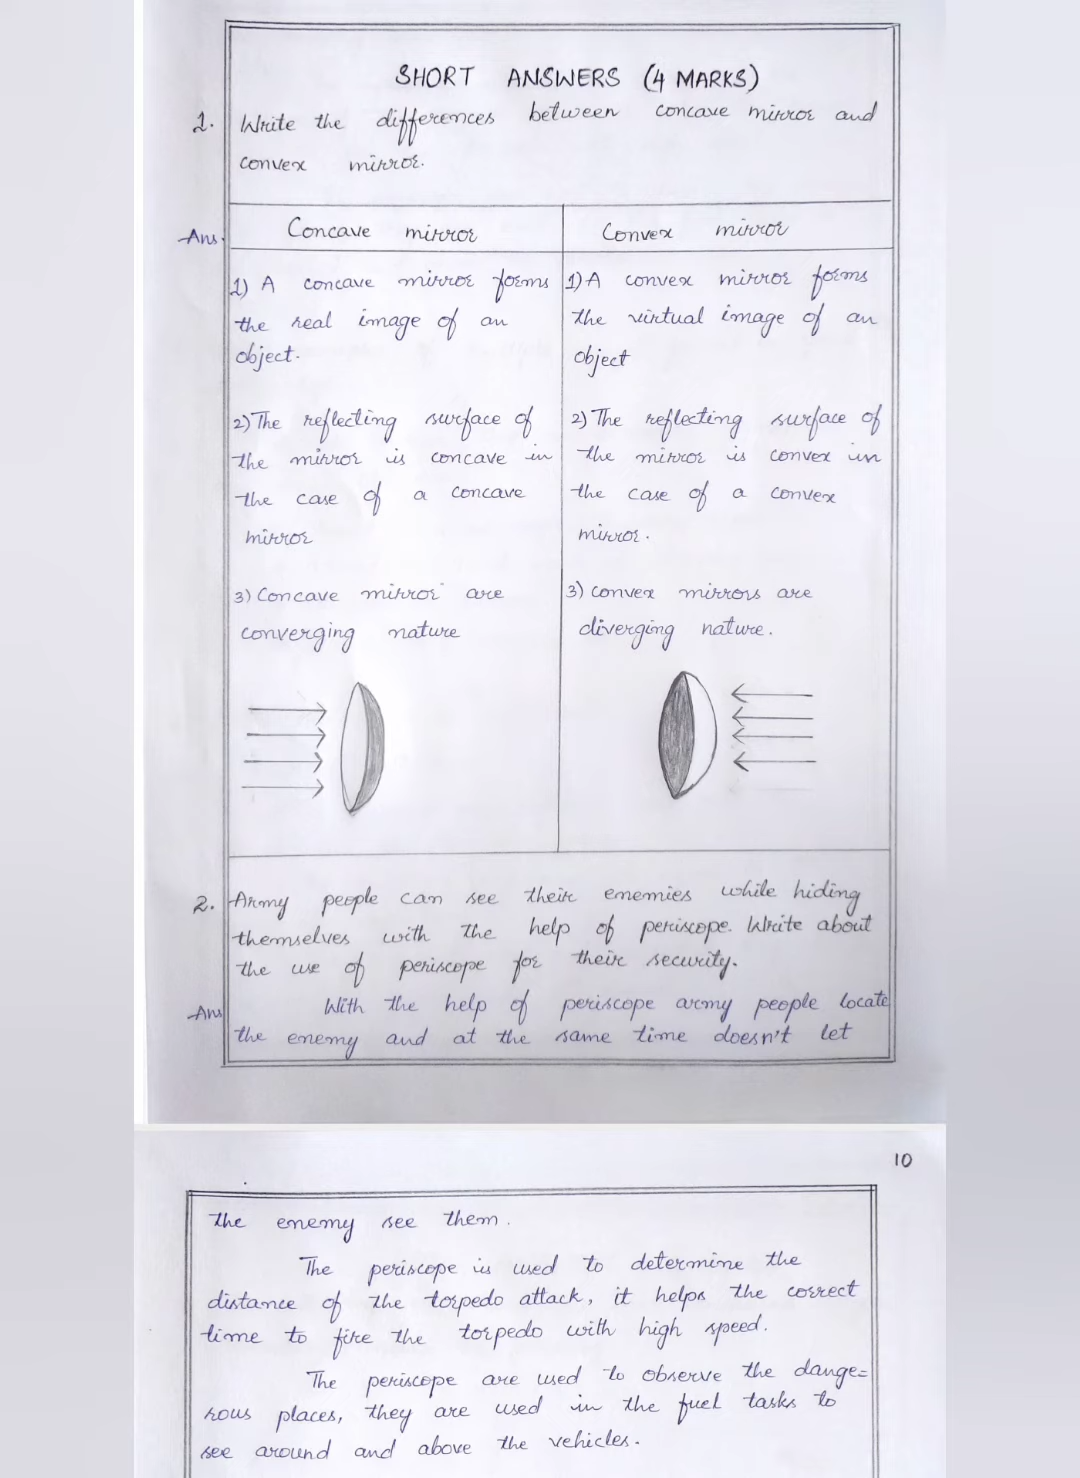 SHORT ANSWERS (4 MARKS)
1. Write the differences between concave mirror and
convex mirror.
Ans. Concave mirror
1) A concave mirror forms
the real image of an
object.
2) The reflecting surface of
the mirror is concave in
the case of a concave
mirror
3) Concave mirror are
converging nature
Convex mirror
1) A convex mirror forms
the virtual image of an
object
2) The reflecting surface of
the mirror is convex in
the case of a convex
mirror.
3) convex mirrors are
diverging nature.
2. Army people can see their enemies while hiding
themselves with the help of periscope. Write about
the use of periscope for their security.
Ans With the help of periscope army people locate
the enemy and at the same time doesn't let
10
the enemy see them.
The periscope is used to determine the
distance of the torpedo attack, it helps the correct
time to fire the torpedo with high speed.
The periscope are used to observe the dange=
rous places, they are used in the fuel tasks to
see around and above the vehicles.